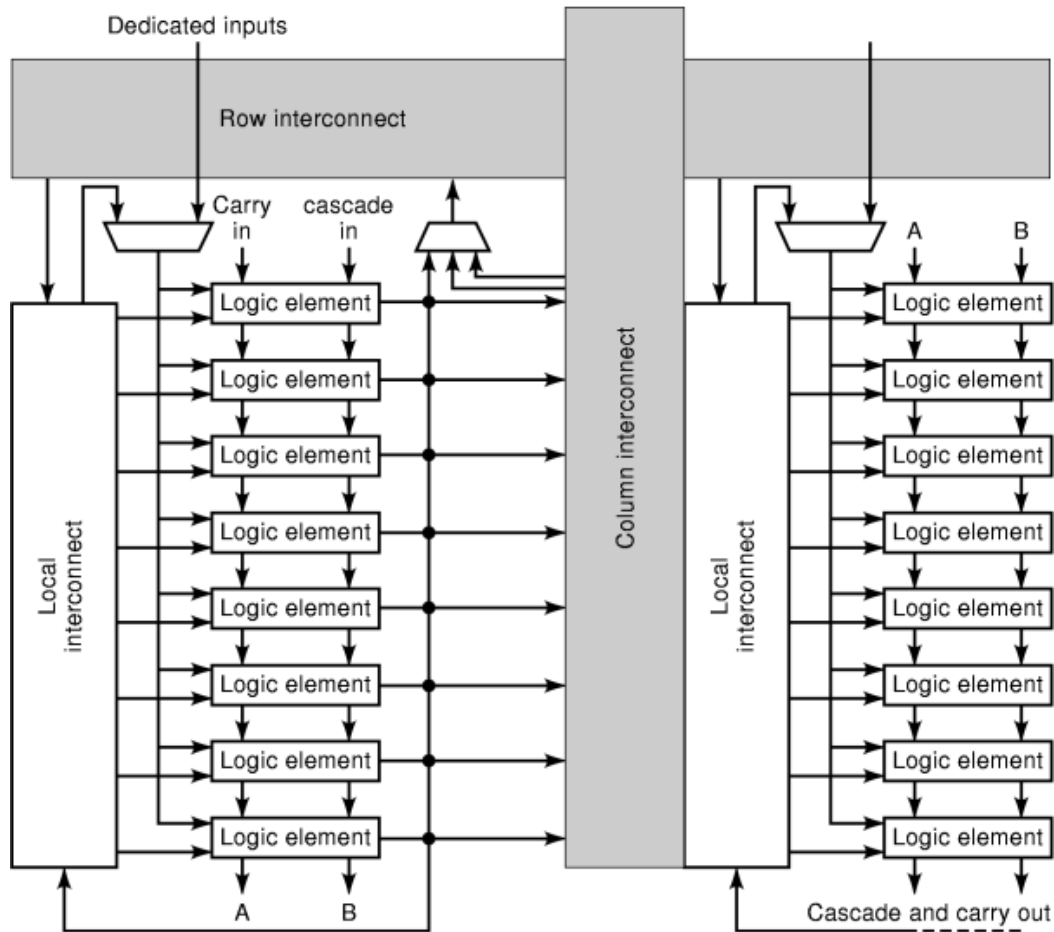 Dedicated inputs
Row interconnect
Carry in
cascade in
A
B
Logic element
Logic element
Logic element
Logic element
Logic element
Logic element
Logic element
Logic element
Local interconnect
A
B
Column interconnect
Local interconnect
Logic element
Logic element
Logic element
Logic element
Logic element
Logic element
Logic element
Logic element
Cascade and carry out